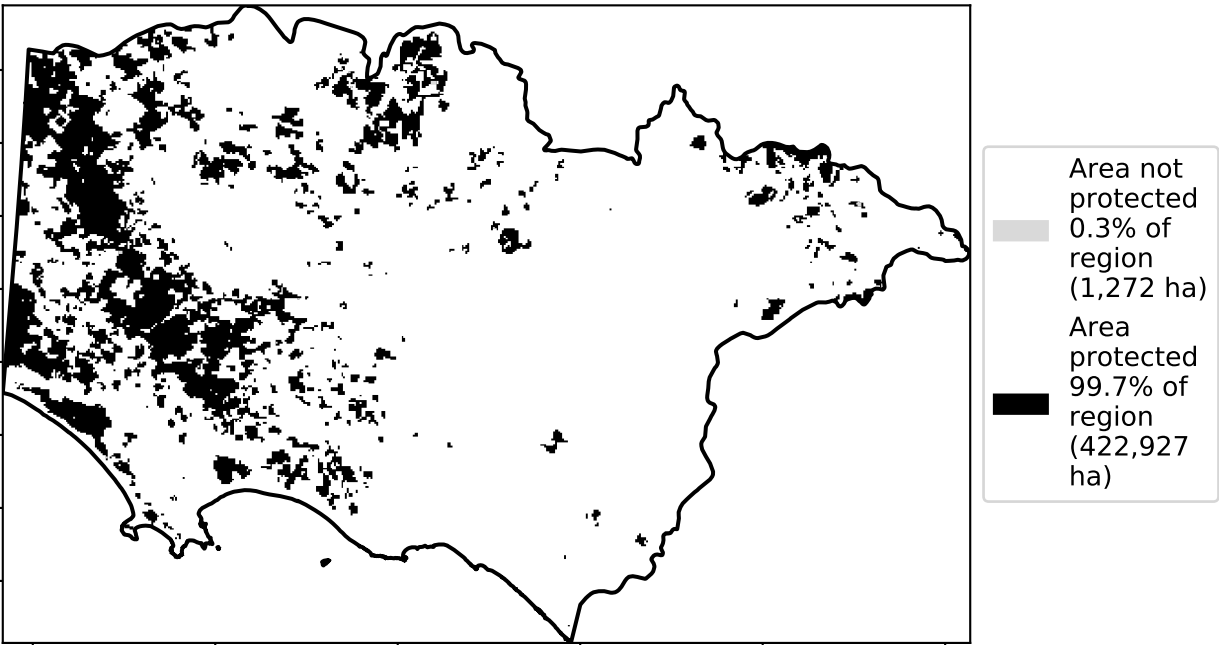 Area not
protected
0.3% of
region
(1,272 ha)
Area
protected
99.7% of
region
(422,927
ha)